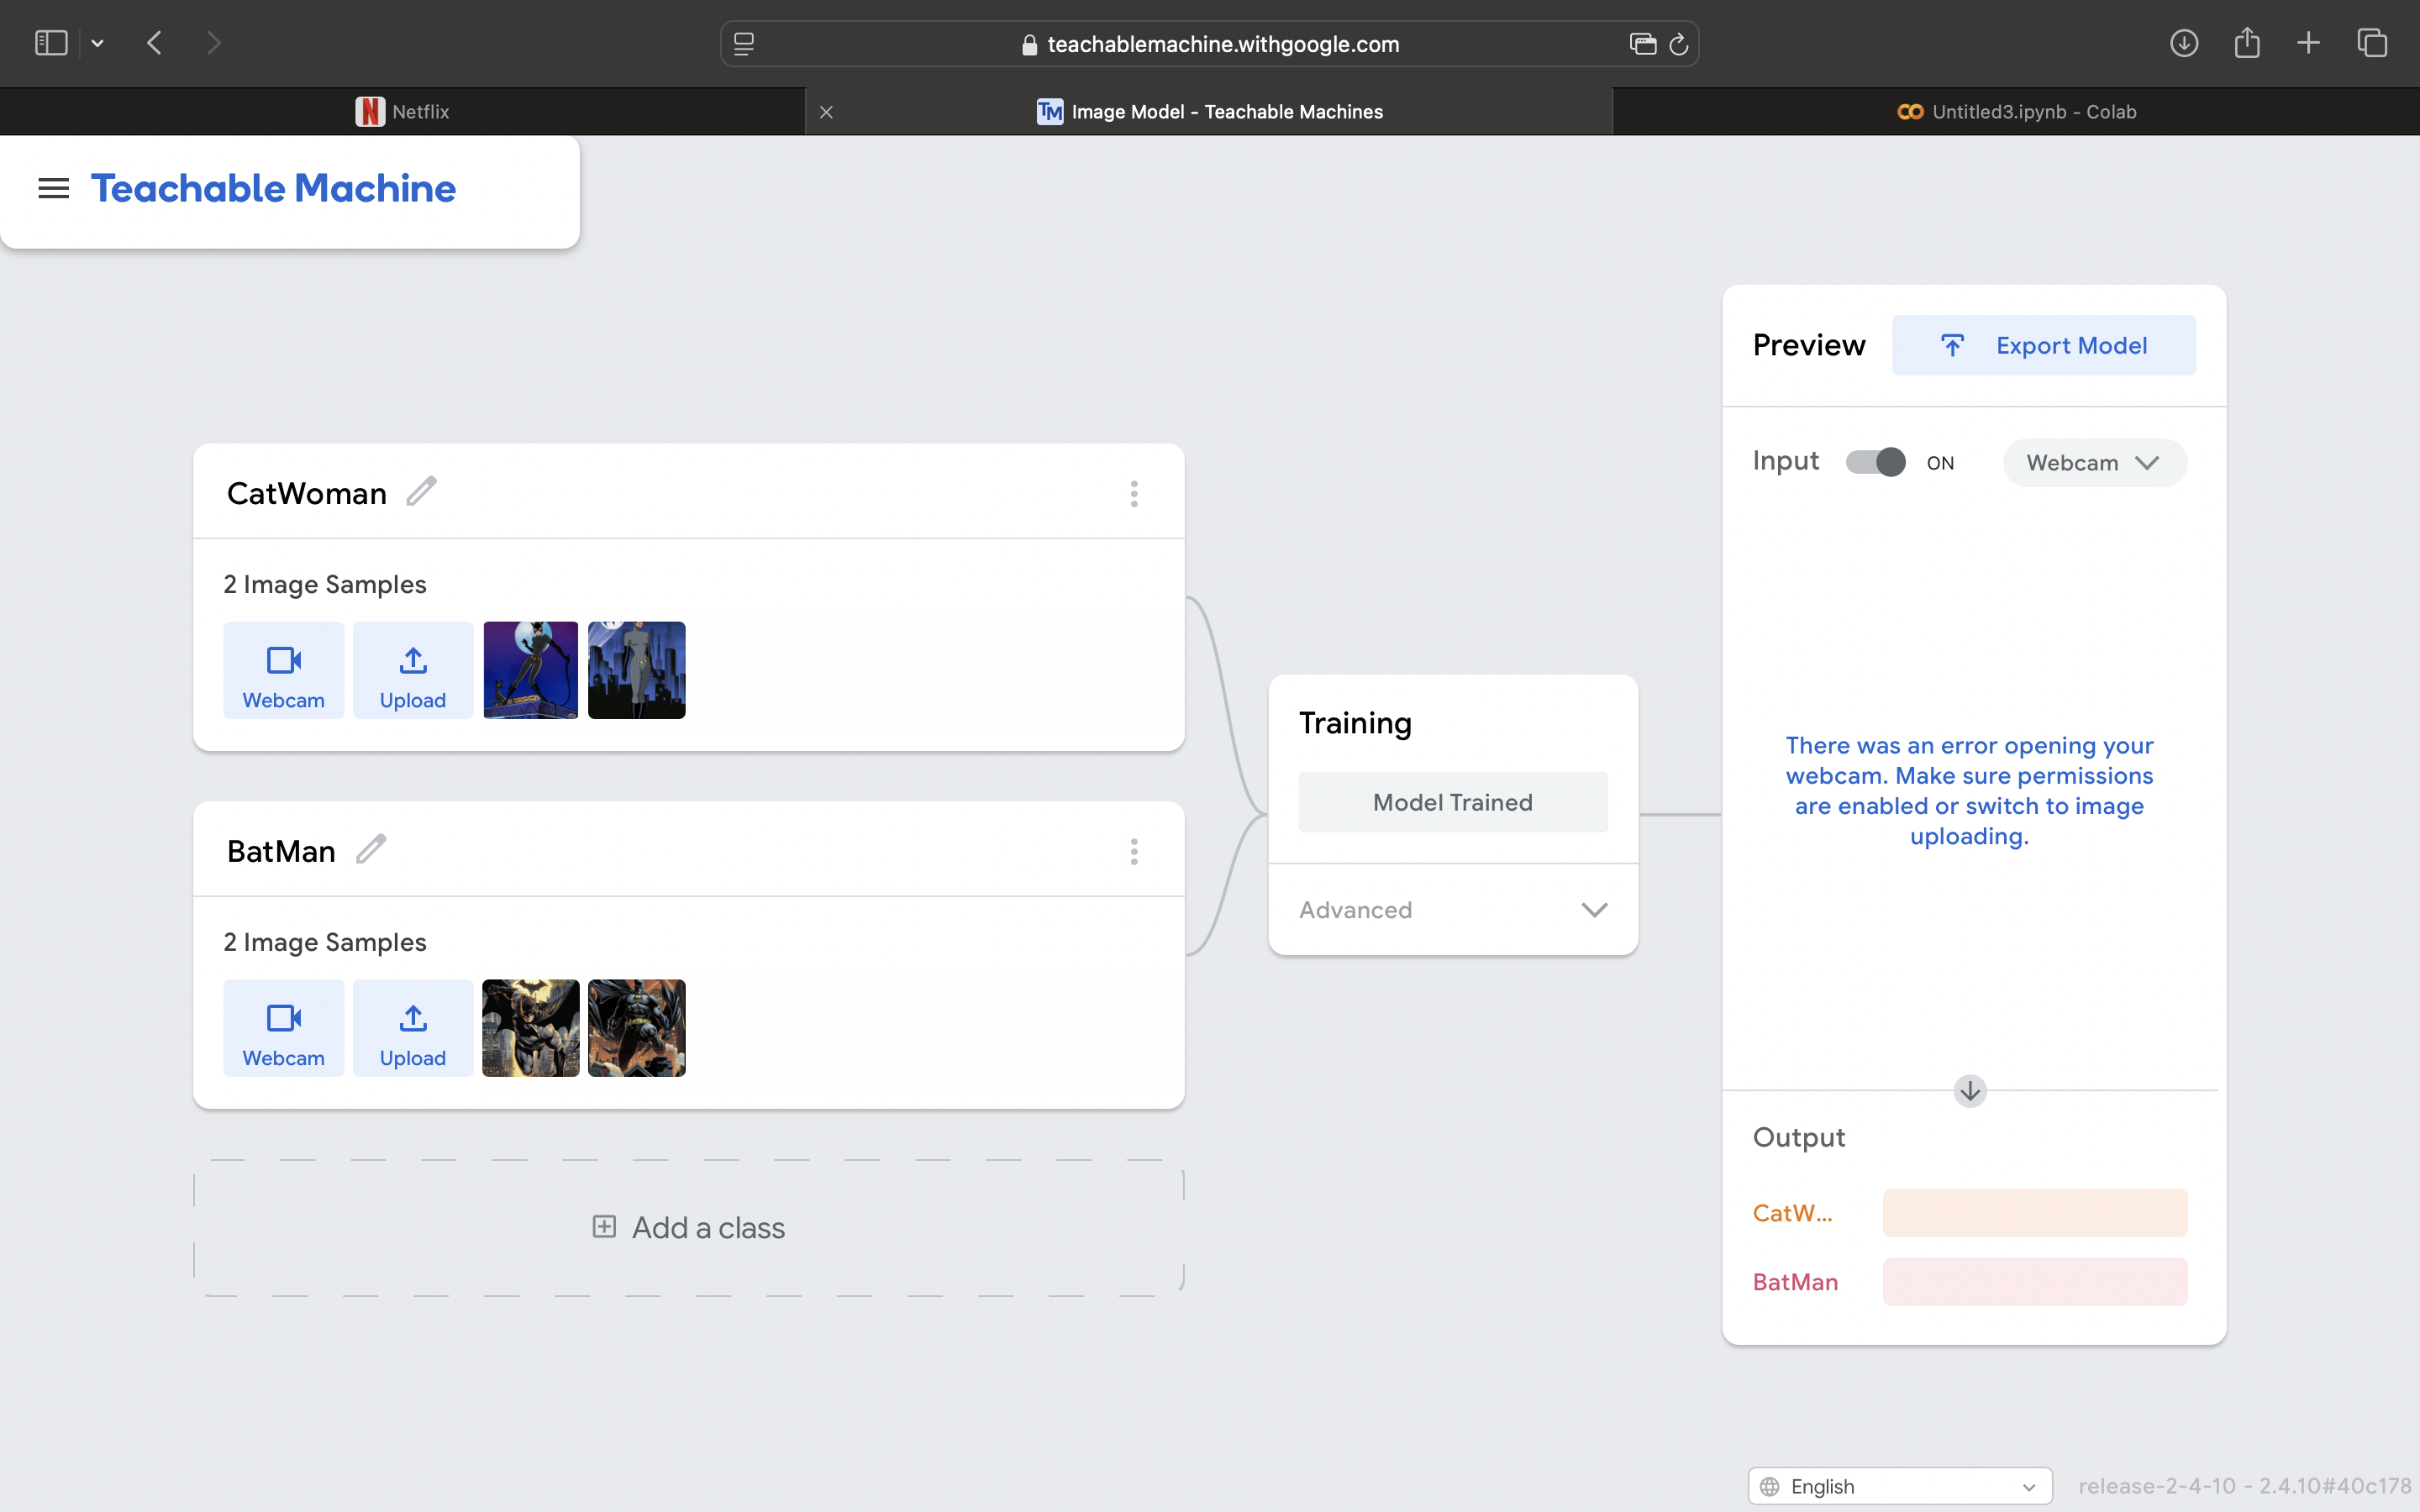 teachablemachine.withgoogle.com
Netflix
TM Image Model - Teachable Machines
Untitled3.ipynb - Colab
Teachable Machine
CatWoman
2 Image Samples
Webcam
Upload
BatMan
2 Image Samples
Webcam
Upload
Add a class
Training
Model Trained
Advanced
Preview
Export Model
Input
ON
Webcam
There was an error opening your
webcam. Make sure permissions
are enabled or switch to image
uploading.
Output
CatW...
BatMan
English
release-2-4-10 - 2.4.10#40c178